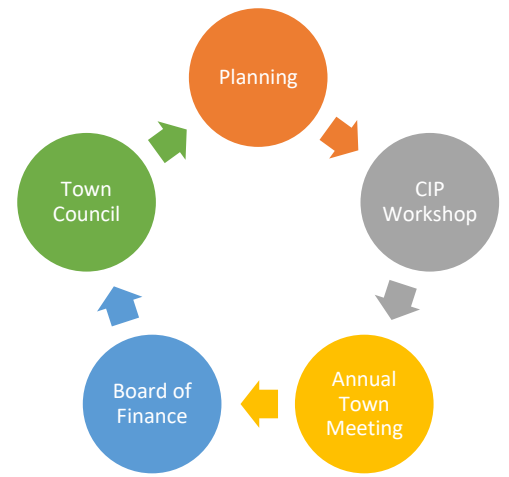 Planning
CIP
Workshop
Annual
Town
Meeting
Board of
Finance
Town
Council